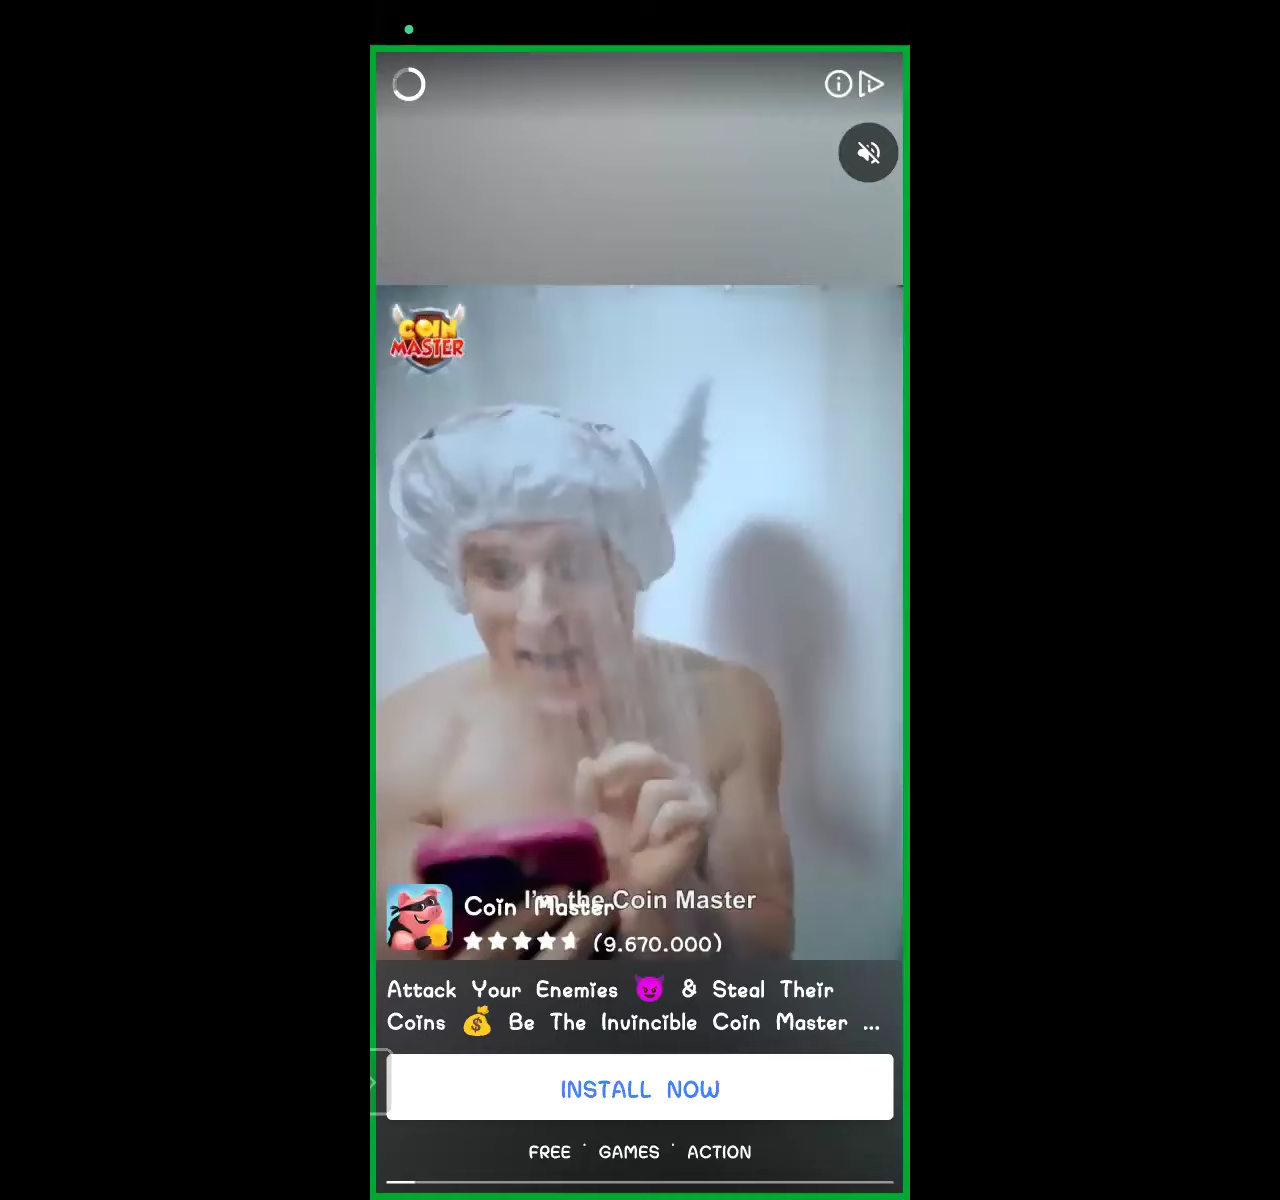 COIN
MASTER
I'm the Coin Master
Coin Master
(9.670.000)
Attack Your Enemies 😈 & Steal Their
Coins 💰 Be The Invincible Coin Master ...
INSTALL NOW
FREE · GAMES · ACTION